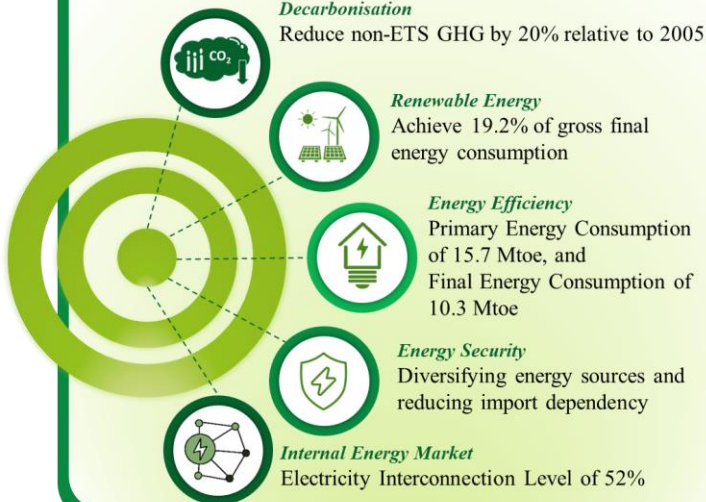 Decarbonisation
Reduce non-ETS GHG by 20% relative to 2005
CO₂
Renewable Energy
Achieve 19.2% of gross final
energy consumption
Energy Efficiency
Primary Energy Consumption
of 15.7 Mtoe, and
Final Energy Consumption of
10.3 Mtoe
Energy Security
Diversifying energy sources and
reducing import dependency
Internal Energy Market
Electricity Interconnection Level of 52%